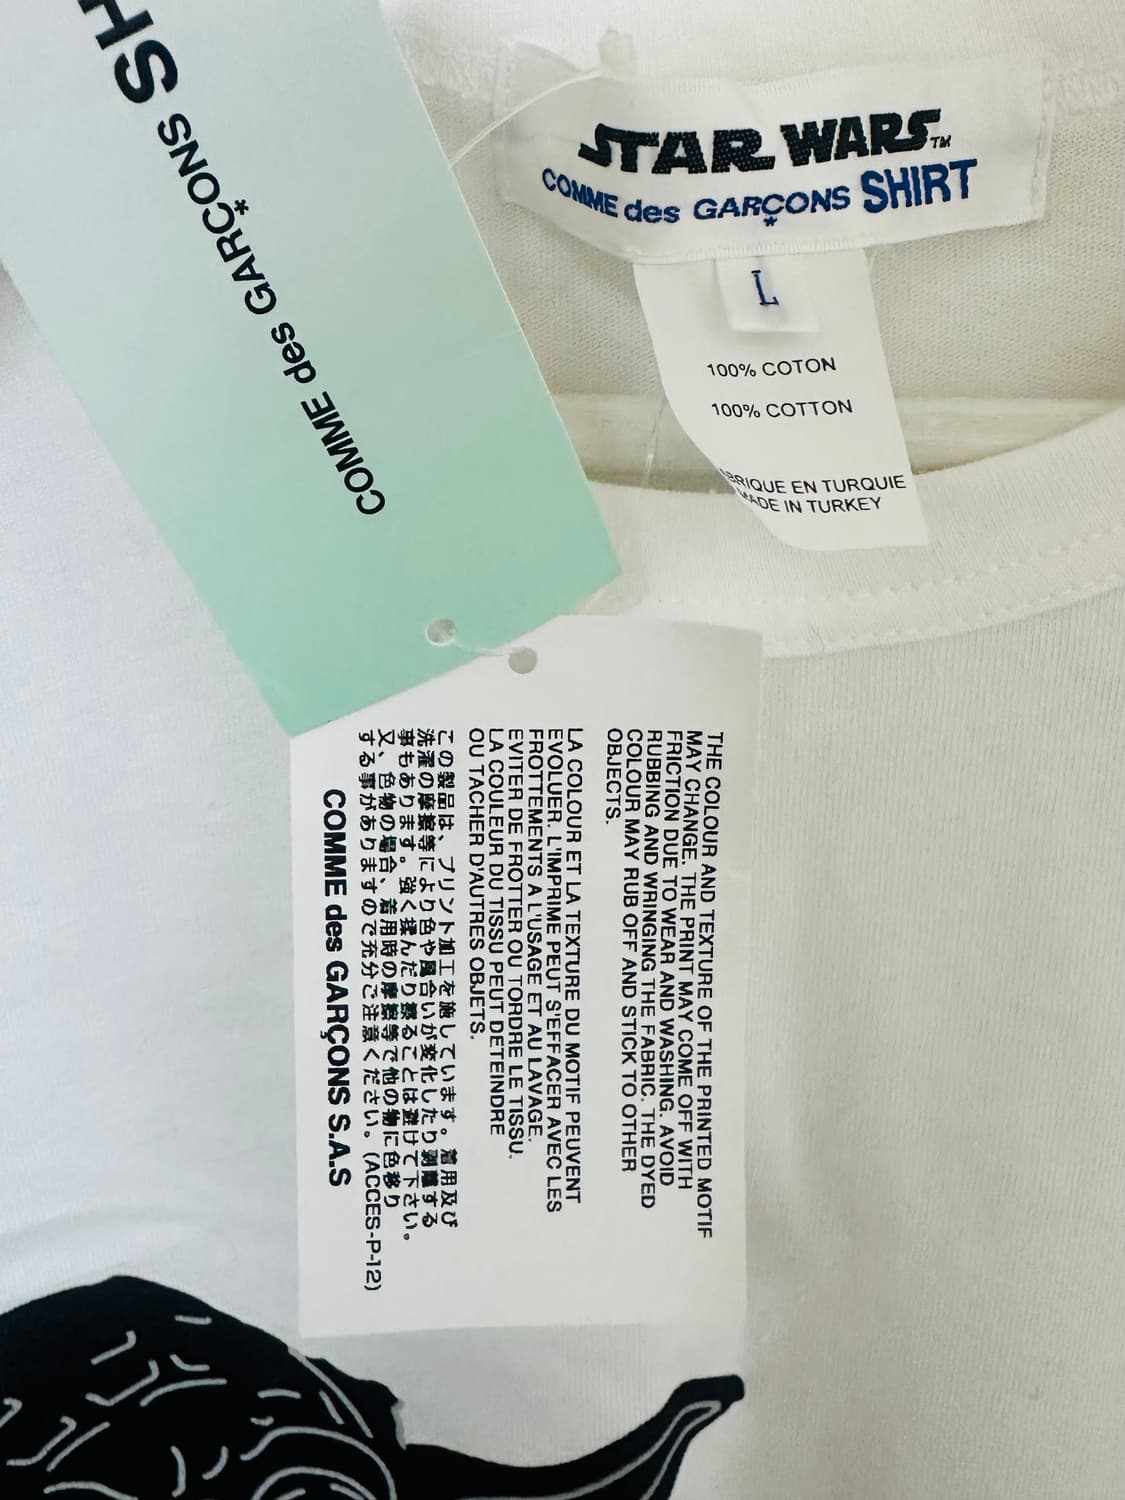 COMME des GARÇONS SH
STAR WARS™
COMME des GARÇONS SHIRT
L
100% COTON
100% COTTON
BRIQUE EN TURQUIE
MADE IN TURKEY
THE COLOUR AND TEXTURE OF THE PRINTED MOTIF
MAY CHANGE. THE PRINT MAY COME OFF WITH
FRICTION DUE TO WEAR AND WASHING. AVOID
RUBBING AND WRINGING THE FABRIC. THE DYED
COLOUR MAY RUB OFF AND STICK TO OTHER
OBJECTS.
LA COLOUR ET LA TEXTURE DU MOTIF PEUVENT
EVOLUER. L'IMPRIME PEUT S'EFFACER AVEC LES
FROTTEMENTS A L'USAGE ET AU LAVAGE.
EVITER DE FROTTER OU TORDRE LE TISSU.
LA COULEUR DU TISSU PEUT DETEINDRE
OU TACHER D'AUTRES OBJETS.
この製品は、プリント加工を施しています。着用及び
洗濯の摩擦等により色や風合いが変化したり剥離する
事もあります。強く揉んだり擦ることは避けて下さい。
又、色物の場合、着用時の摩擦等で他の物に色移り
する事がありますので充分ご注意ください。(ACCES-P-12)
COMME des GARÇONS S.A.S